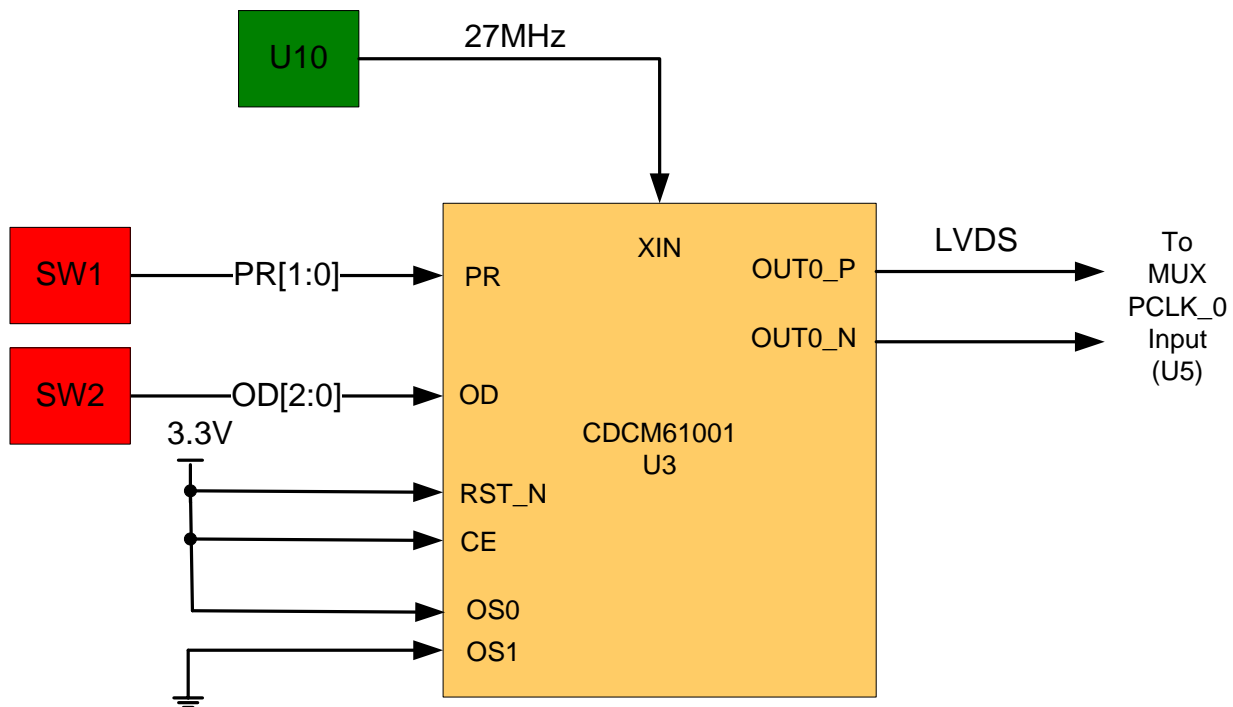 U10
27MHz
SW1
PR[1:0]
PR
XIN
OUT0_P
OUT0_N
LVDS
To
MUX
PCLK_0
Input
(U5)
SW2
OD[2:0]
OD
3.3V
CDCM61001
U3
RST_N
CE
OS0
OS1